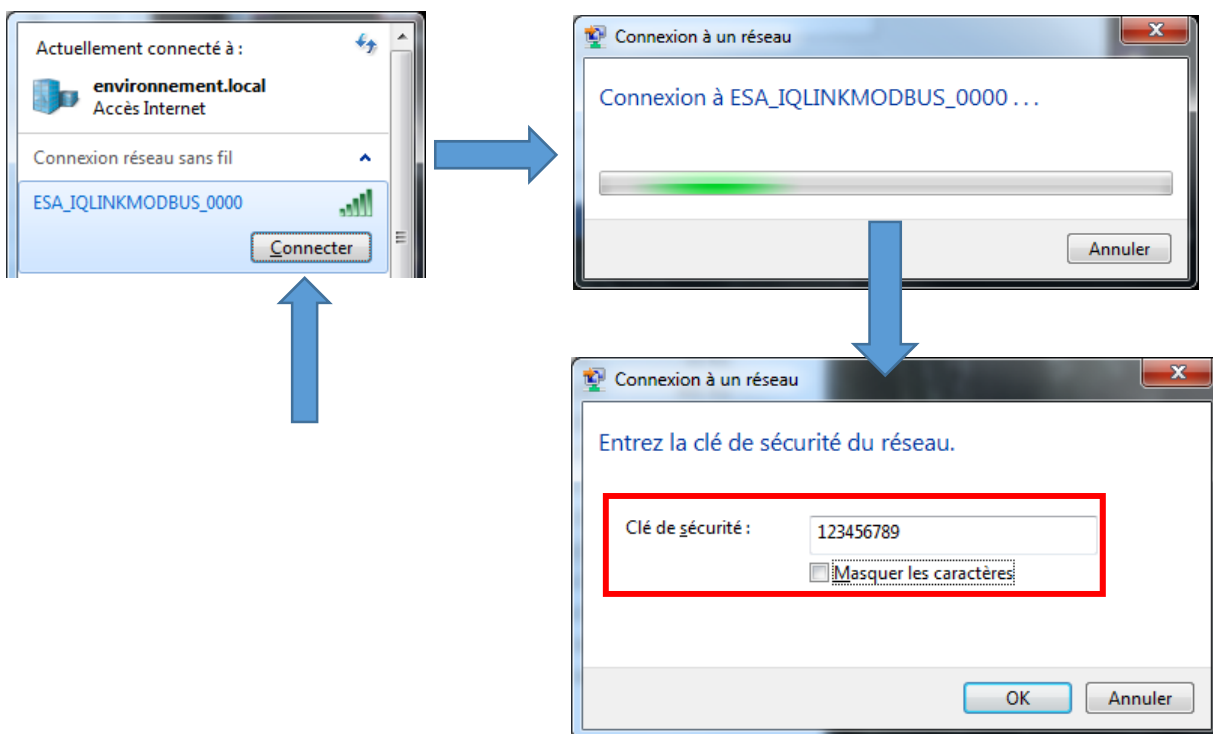 Actuellement connecté à :
environnement.local
Accès Internet
Connexion réseau sans fil
ESA_IQLINKMODBUS_0000
Connecter
Connexion à un réseau
Connexion à ESA_IQLINKMODBUS_0000 . . .
Annuler
Connexion à un réseau
Entrez la clé de sécurité du réseau.
Clé de sécurité : 123456789
Masquer les caractères
OK Annuler